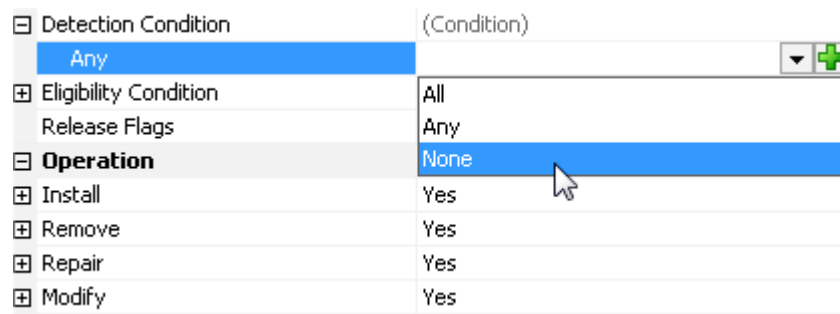 Detection Condition (Condition)
Any
Eligibility Condition All
Release Flags Any
Operation None
Install Yes
Remove Yes
Repair Yes
Modify Yes